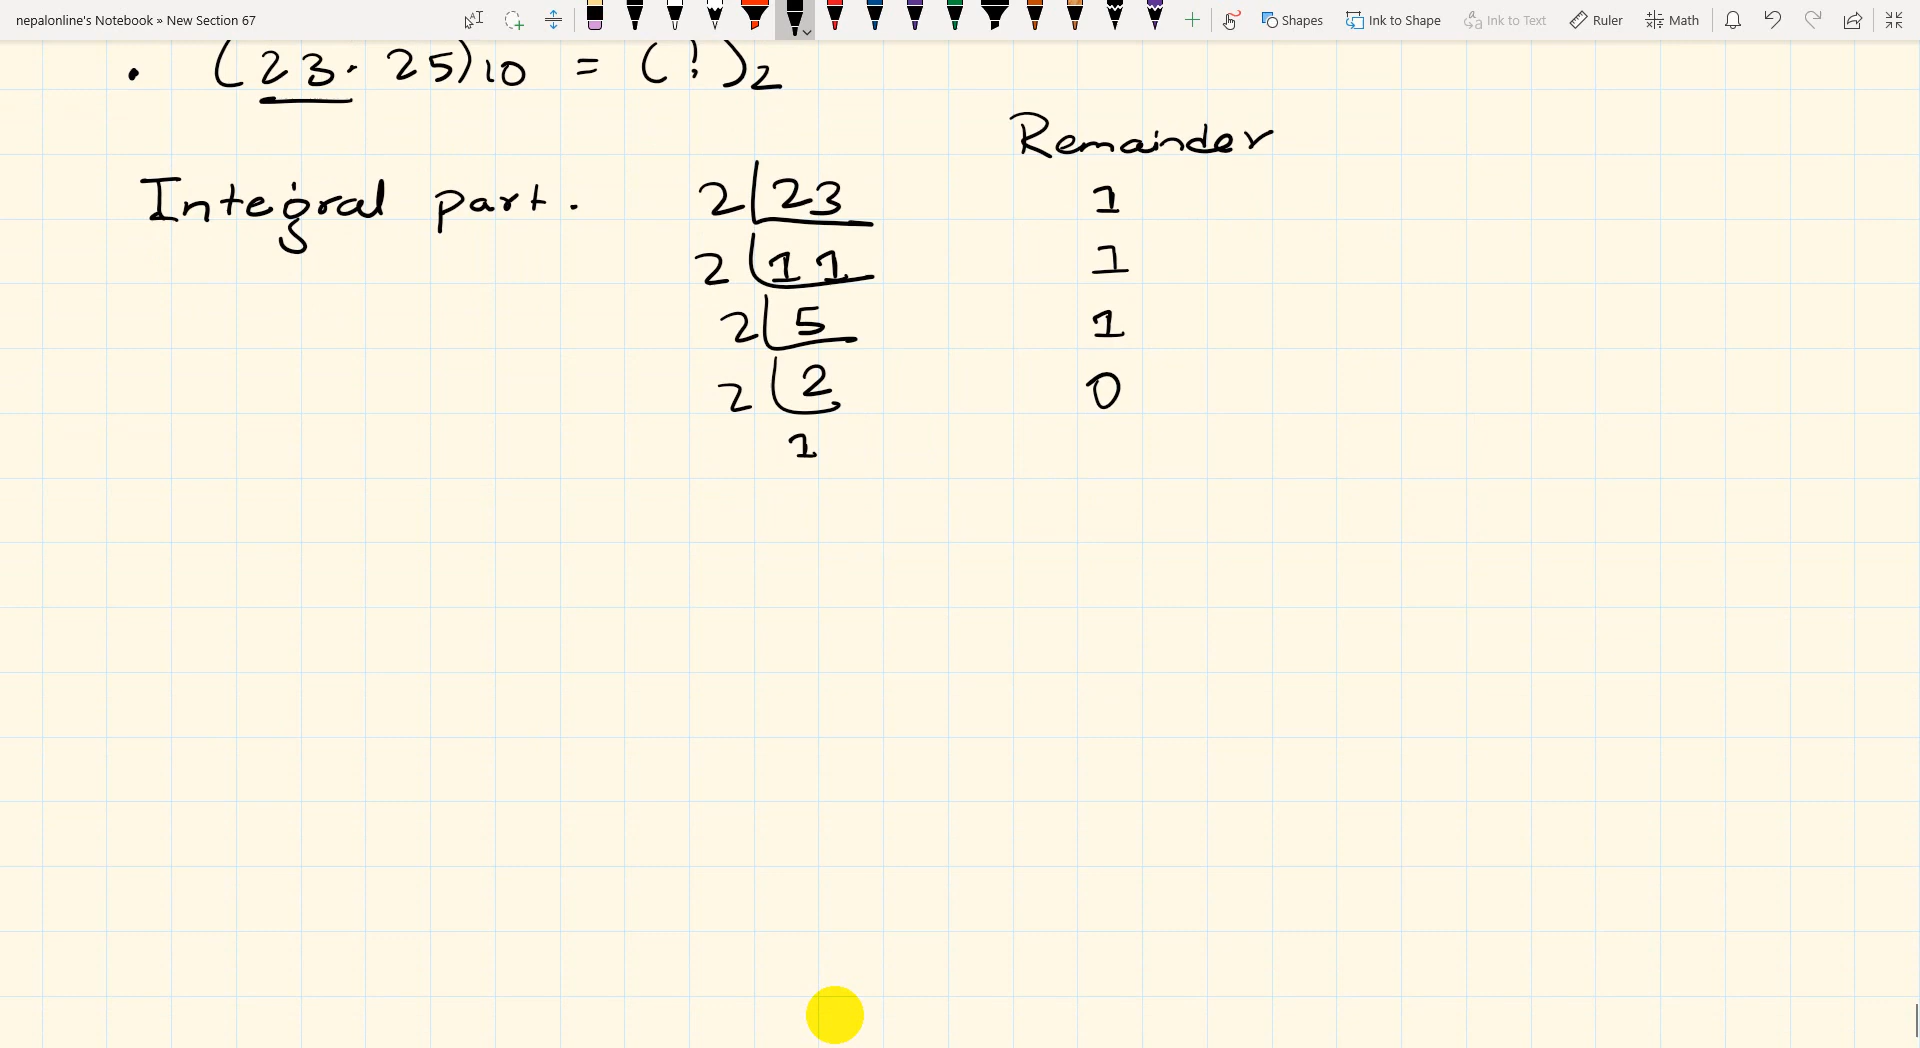 nepalonline's Notebook » New Section 67
Shapes Ink to Shape Ink to Text Ruler Math
. (23.25)10 = (?)2
Remainder
Integral part. 2 23 1
2 11 1
2 5 1
2 2 0
1